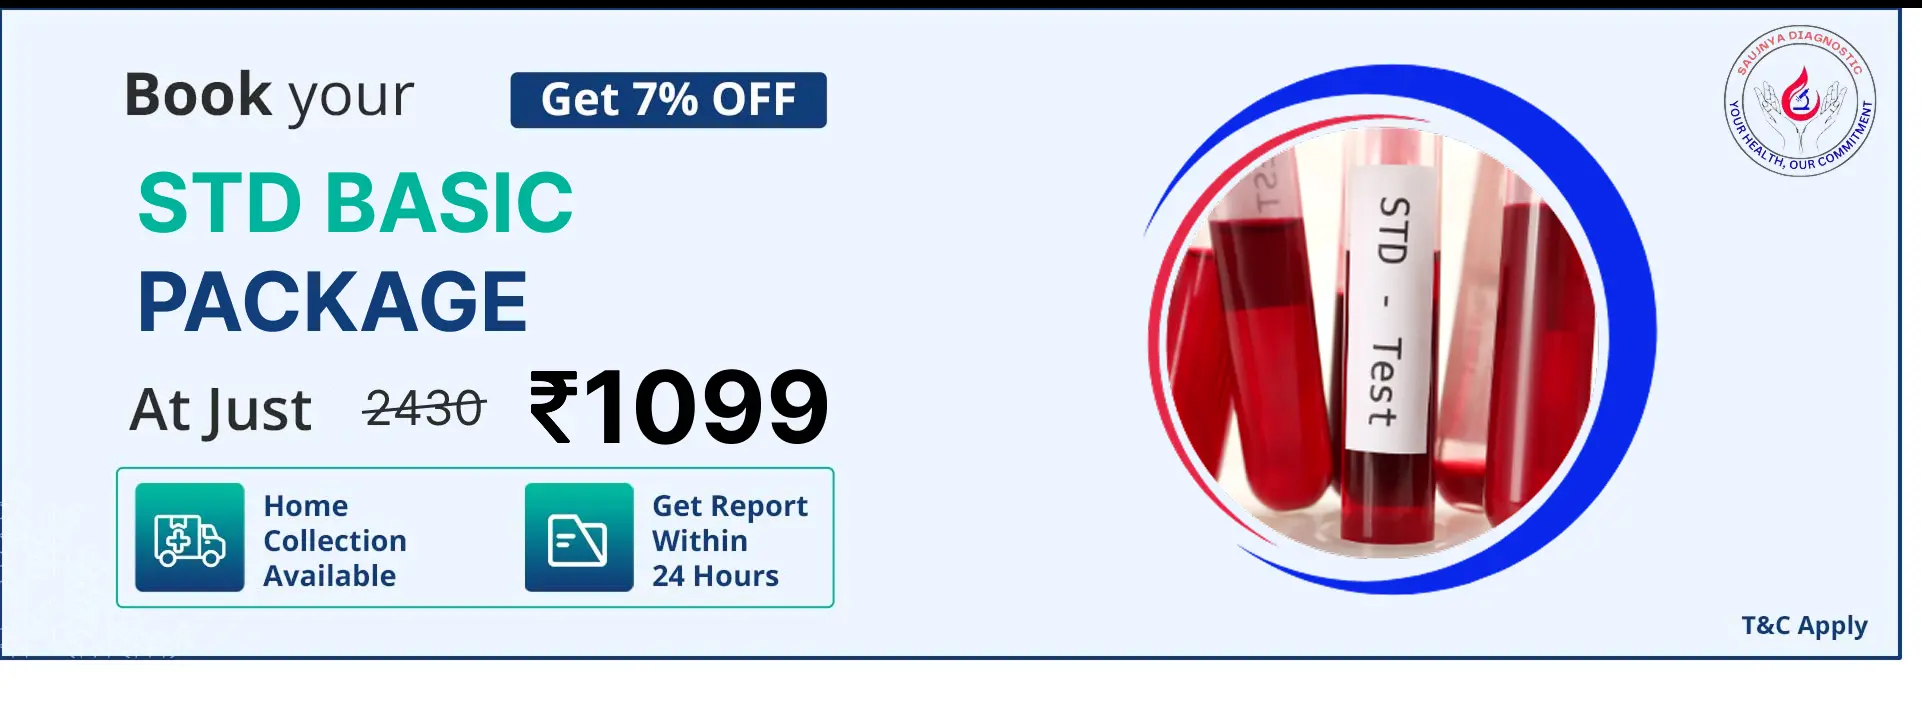 Book your
Get 7% OFF
STD BASIC
PACKAGE
At Just 2430 ₹1099
Home
Collection
Available
Get Report
Within
24 Hours
STD - Test
SAUJNYA DIAGNOSTIC
YOUR HEALTH, OUR COMMITMENT
T&C Apply